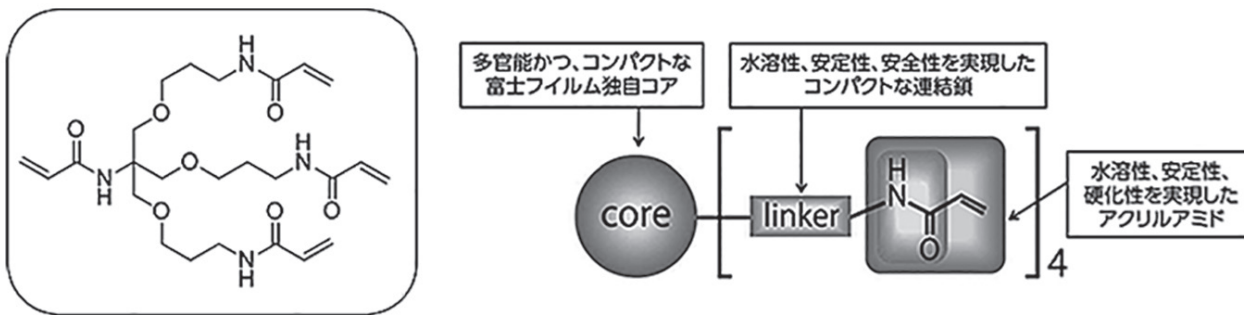 H
N
O
O
O
N
H
O
H
N
O
O
N
H
O
多官能かつ、コンパクトな
富士フイルム独自コア
水溶性、安定性、安全性を実現した
コンパクトな連結鎖
core
linker
H
N
O
4
水溶性、安定性、
硬化性を実現した
アクリルアミド